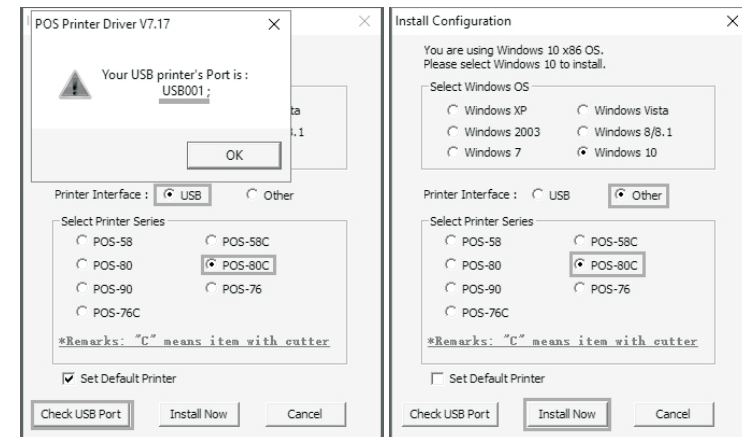 POS Printer Driver V7.17
Your USB printer's Port is :
USB001 ;
OK
Printer Interface : USB Other
Select Printer Series
POS-58 POS-58C
POS-80 POS-80C
POS-90 POS-76
POS-76C
*Remarks: "C" means item with cutter
Set Default Printer
Check USB Port Install Now Cancel
Install Configuration
You are using Windows 10 x86 OS.
Please select Windows 10 to install.
Select Windows OS
Windows XP Windows Vista
Windows 2003 Windows 8/8.1
Windows 7 Windows 10
Printer Interface : USB Other
Select Printer Series
POS-58 POS-58C
POS-80 POS-80C
POS-90 POS-76
POS-76C
*Remarks: "C" means item with cutter
Set Default Printer
Check USB Port Install Now Cancel